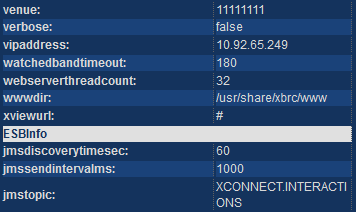 venue: 11111111
verbose: false
vipaddress: 10.92.65.249
watchedbandtimeout: 180
webserverthreadcount: 32
wwwdir: /usr/share/xbrc/www
xviewurl: #
ESBInfo
jmsdiscoverytimesec: 60
jmssendintervalms: 1000
jmstopic: XCONNECT.INTERACTI
ONS